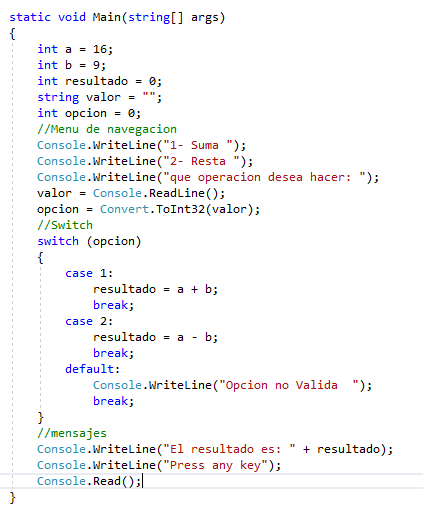 static void Main(string[] args)
{
    int a = 16;
    int b = 9;
    int resultado = 0;
    string valor = "";
    int opcion = 0;
    //Menu de navegacion
    Console.WriteLine("1- Suma ");
    Console.WriteLine("2- Resta ");
    Console.WriteLine("que operacion desea hacer: ");
    valor = Console.ReadLine();
    opcion = Convert.ToInt32(valor);
    //Switch
    switch (opcion)
    {
        case 1:
            resultado = a + b;
            break;
        case 2:
            resultado = a - b;
            break;
        default:
            Console.WriteLine("Opcion no Valida  ");
            break;
    }
    //mensajes
    Console.WriteLine("El resultado es: " + resultado);
    Console.WriteLine("Press any key");
    Console.Read();
}